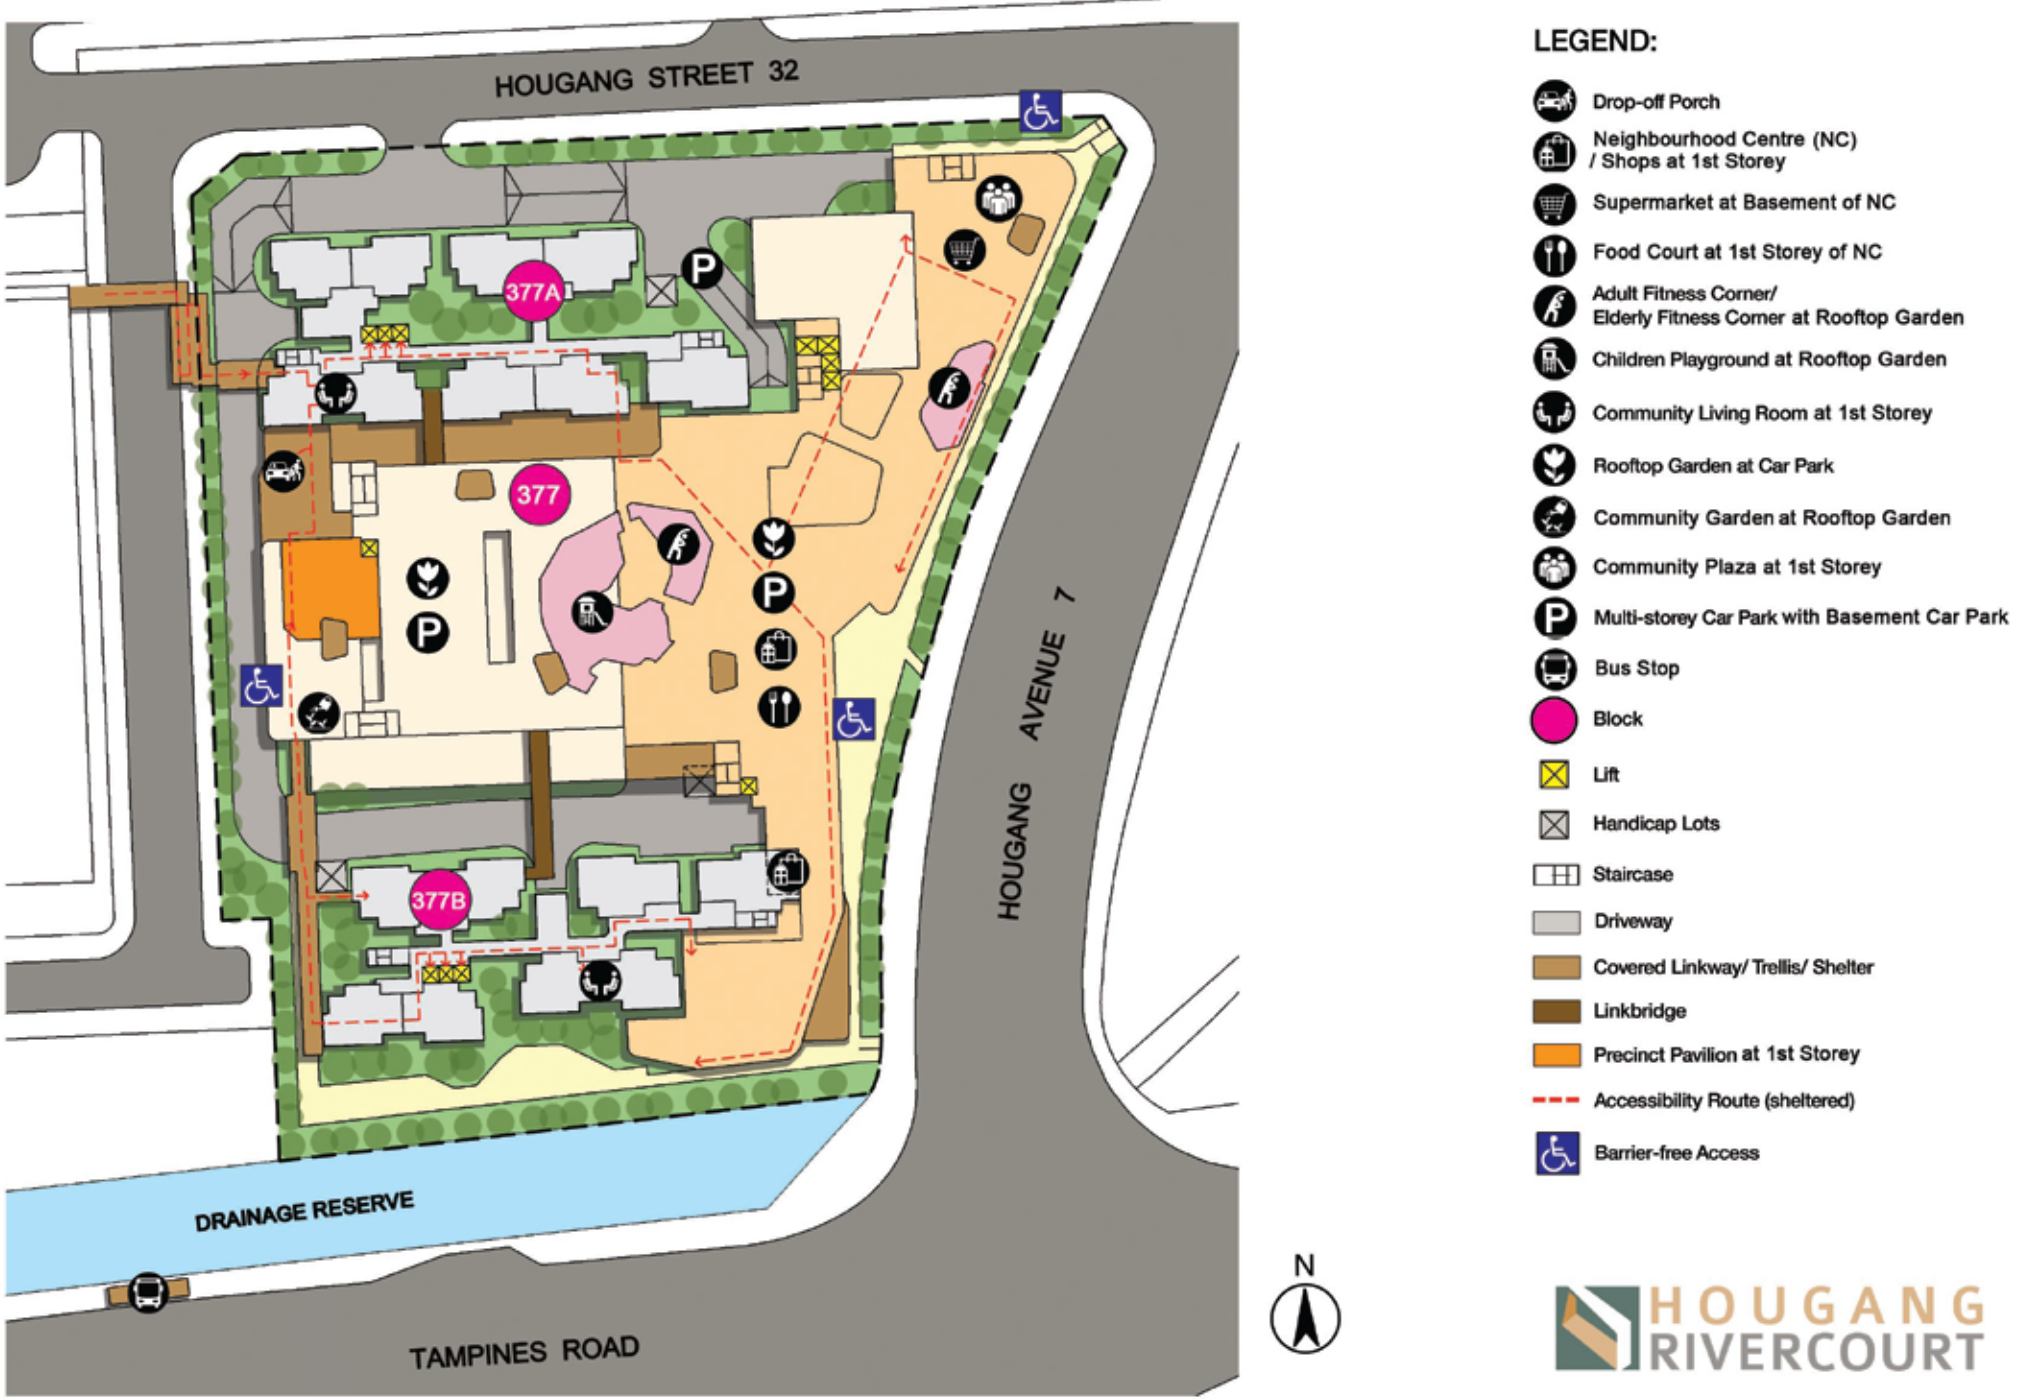 HOUGANG STREET 32
377A
P
377
P
P
HOUGANG AVENUE 7
377B
DRAINAGE RESERVE
TAMPINES ROAD
N
LEGEND:
Drop-off Porch
Neighbourhood Centre (NC)
/ Shops at 1st Storey
Supermarket at Basement of NC
Food Court at 1st Storey of NC
Adult Fitness Corner/
Elderly Fitness Corner at Rooftop Garden
Children Playground at Rooftop Garden
Community Living Room at 1st Storey
Rooftop Garden at Car Park
Community Garden at Rooftop Garden
Community Plaza at 1st Storey
P Multi-storey Car Park with Basement Car Park
Bus Stop
Block
Lift
Handicap Lots
Staircase
Driveway
Covered Linkway/ Trellis/ Shelter
Linkbridge
Precinct Pavilion at 1st Storey
Accessibility Route (sheltered)
Barrier-free Access
HOUGANG
RIVERCOURT